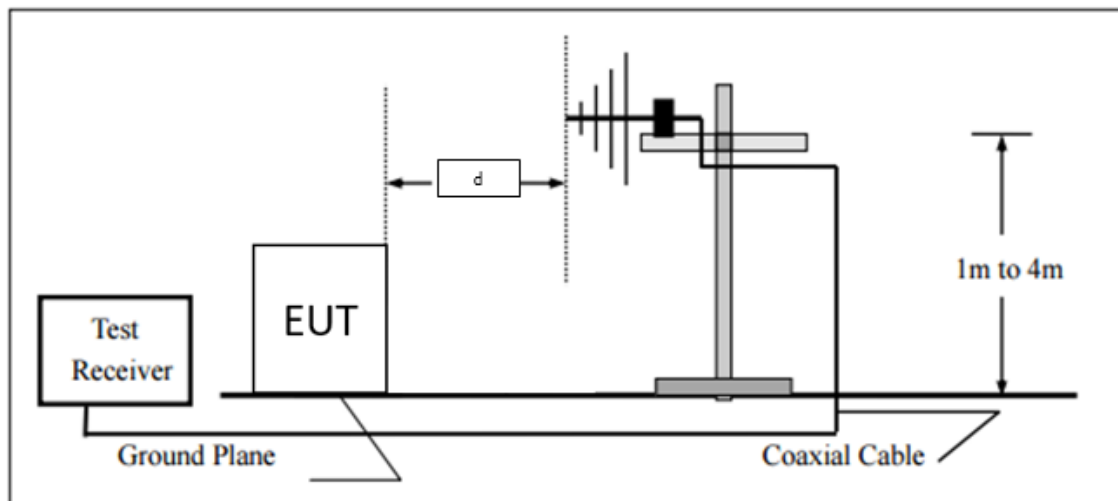 d
EUT
Test
Receiver
1m to 4m
Ground Plane
Coaxial Cable